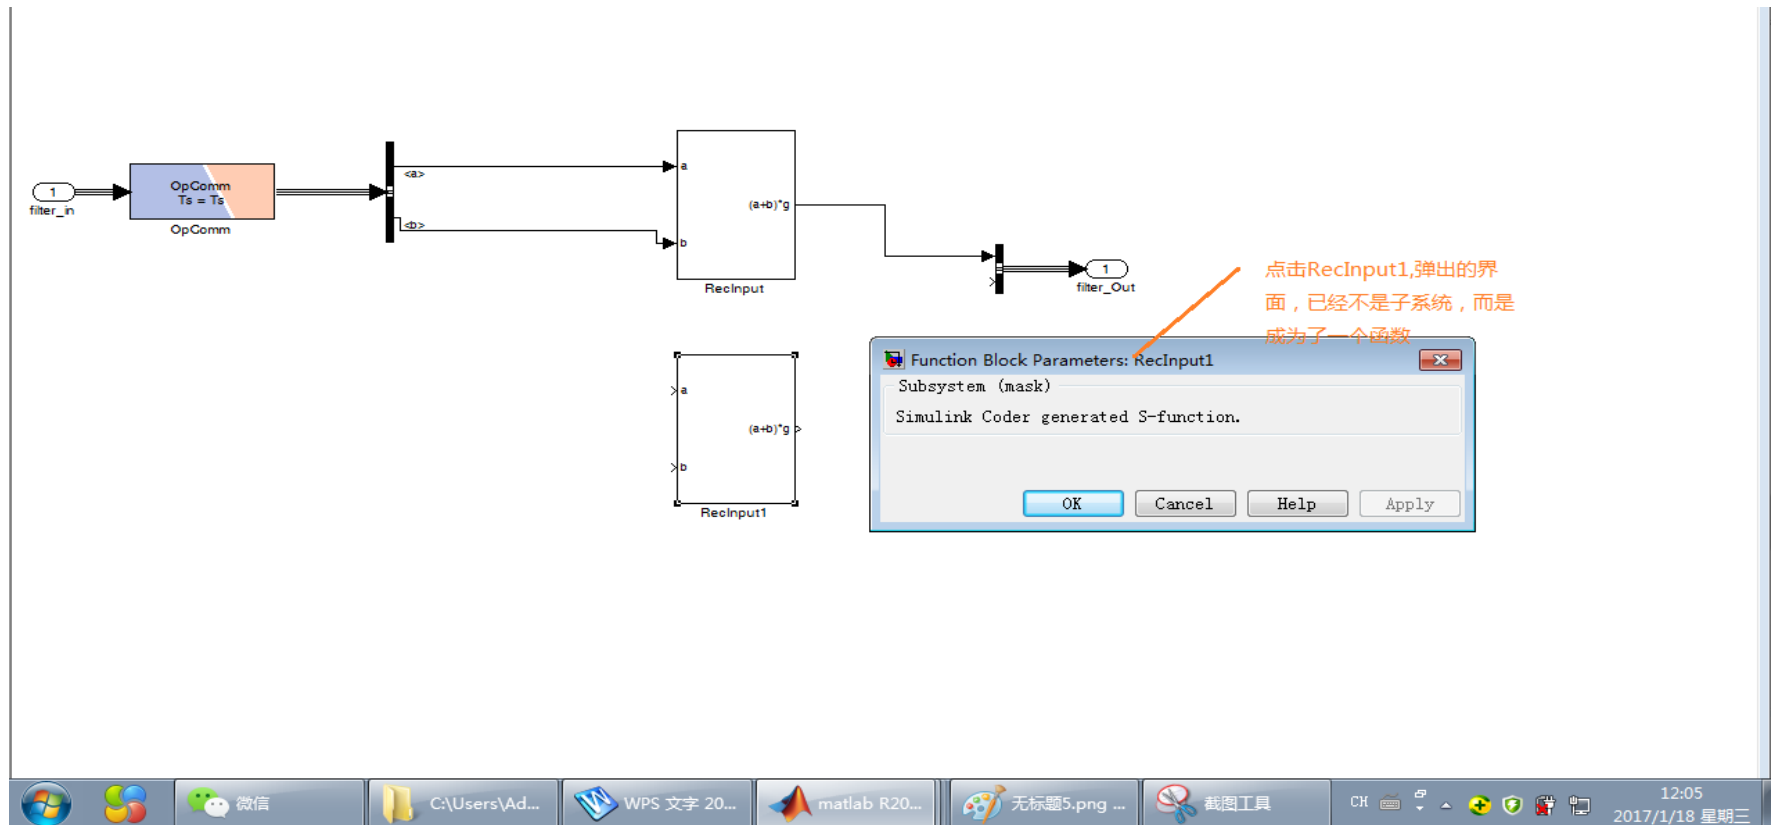 1
filter_in
OpComm
Ts = Ts
OpComm
<a>
<b>
a
(a+b)*g
b
RecInput
1
filter_Out
点击RecInput1,弹出的界
面，已经不是子系统，而是
成为了一个函数
a
(a+b)*g
b
RecInput1
Function Block Parameters: RecInput1
Subsystem (mask)
Simulink Coder generated S-function.
OK
Cancel
Help
Apply
微信
C:\Users\Ad...
WPS 文字 20...
matlab R20...
无标题5.png ...
截图工具
CH
12:05
2017/1/18 星期三